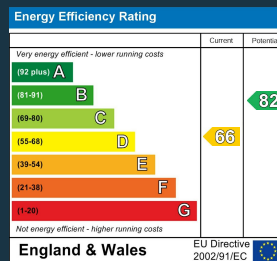 Energy Efficiency Rating
Current Potential
Very energy efficient - lower running costs
(92 plus) A
(81-91) B
82
(69-80) C
(55-68) D
66
(39-54) E
(21-38) F
(1-20) G
Not energy efficient - higher running costs
England & Wales
EU Directive
2002/91/EC